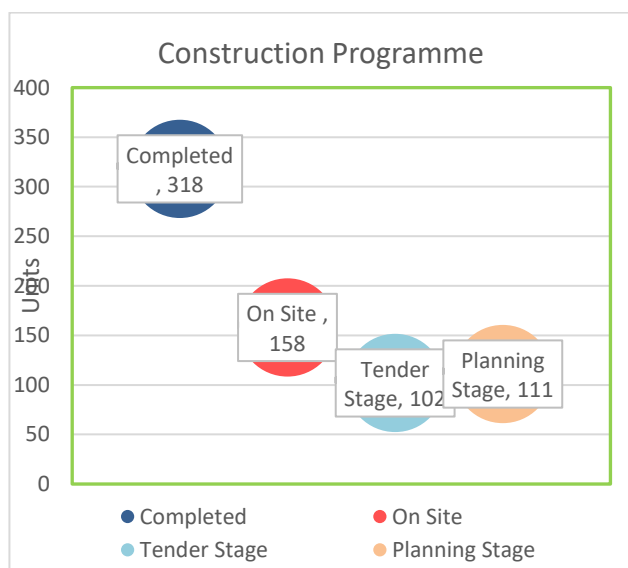 Construction Programme
400
350
300
250
200
150
100
50
0
Units
Completed
, 318
On Site ,
158
Tender
Stage, 102
Planning
Stage, 111
Completed
On Site
Tender Stage
Planning Stage